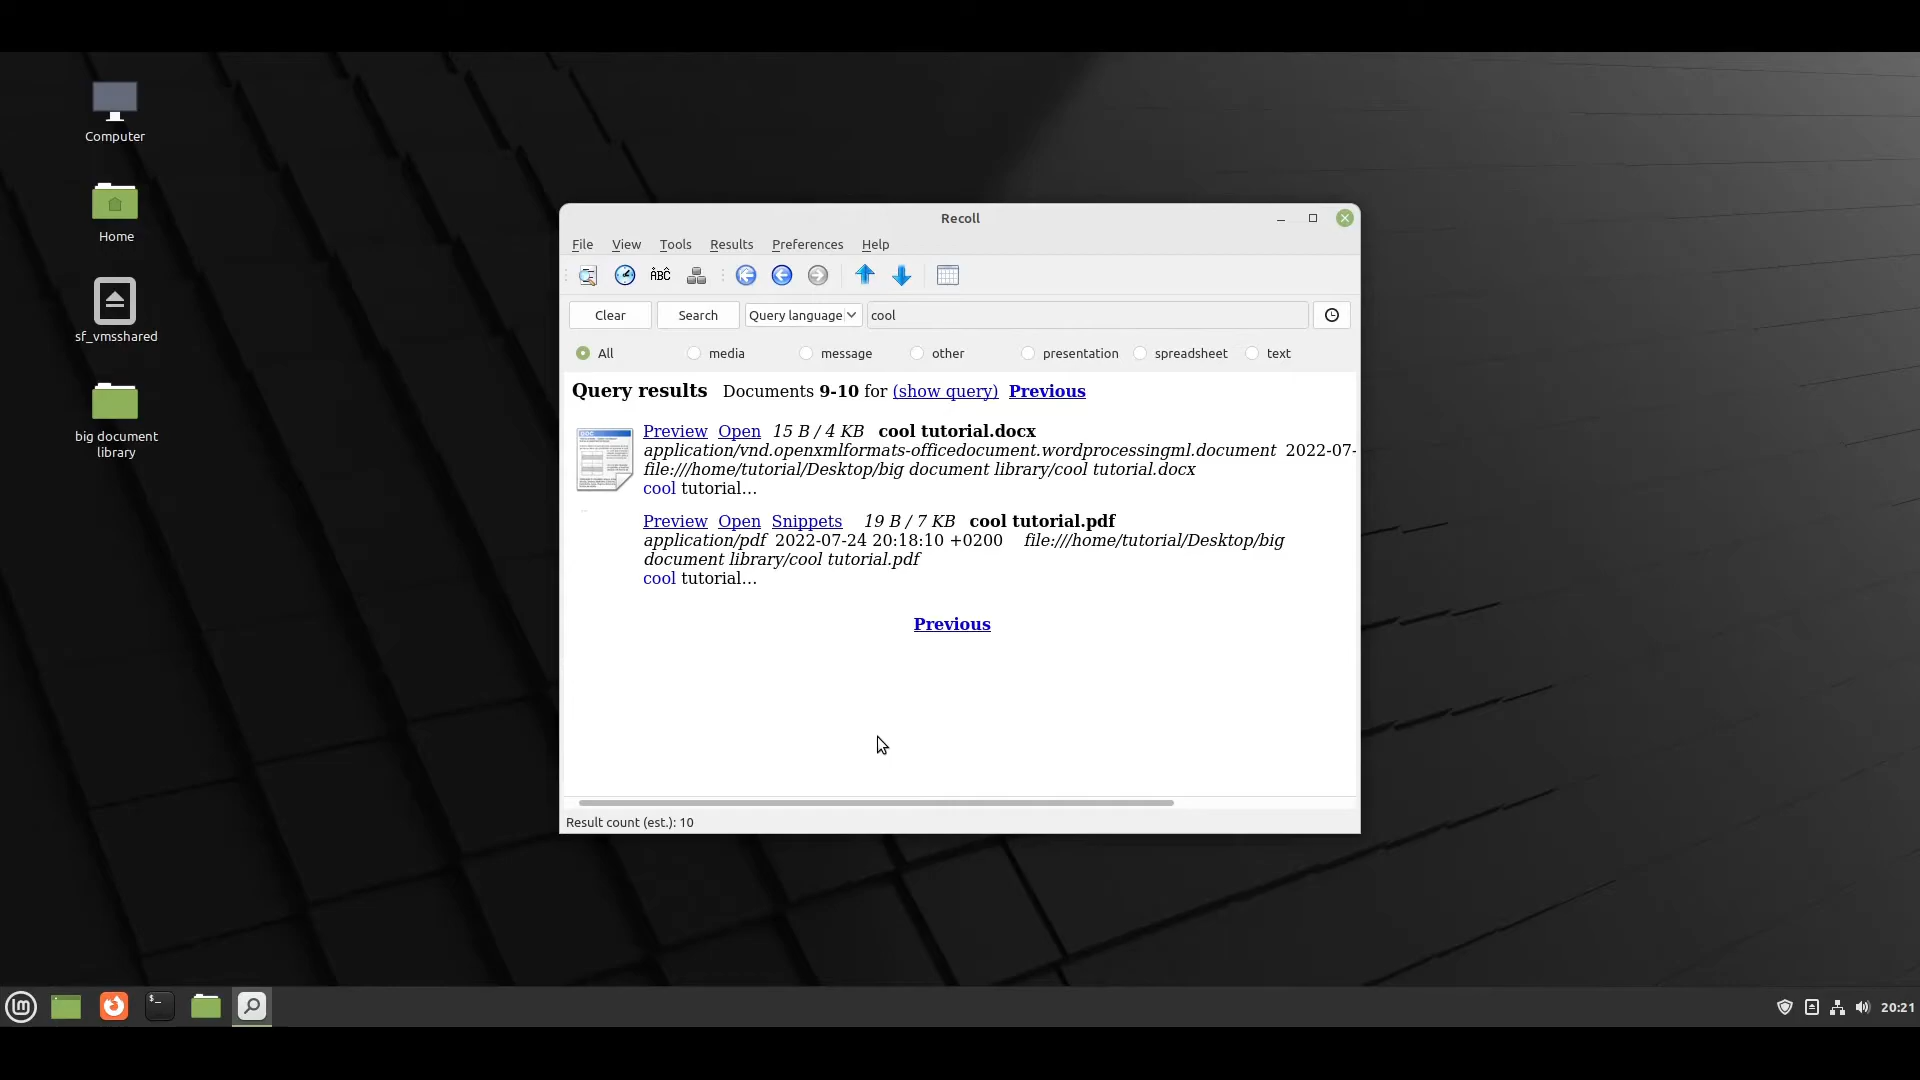 Computer
Home
sf_vmsshared
big document
library
Recoll
File View Tools Results Preferences Help
ÀBĈ
Clear Search Query language cool
All media message other presentation spreadsheet text
Query results Documents 9-10 for (show query) Previous
Preview Open 15 B / 4 KB cool tutorial.docx
application/vnd.openxmlformats-officedocument.wordprocessingml.document 2022-07-
file:///home/tutorial/Desktop/big document library/cool tutorial.docx
cool tutorial...
Preview Open Snippets 19 B / 7 KB cool tutorial.pdf
application/pdf 2022-07-24 20:18:10 +0200 file:///home/tutorial/Desktop/big
document library/cool tutorial.pdf
cool tutorial...
Previous
Result count (est.): 10
20:21